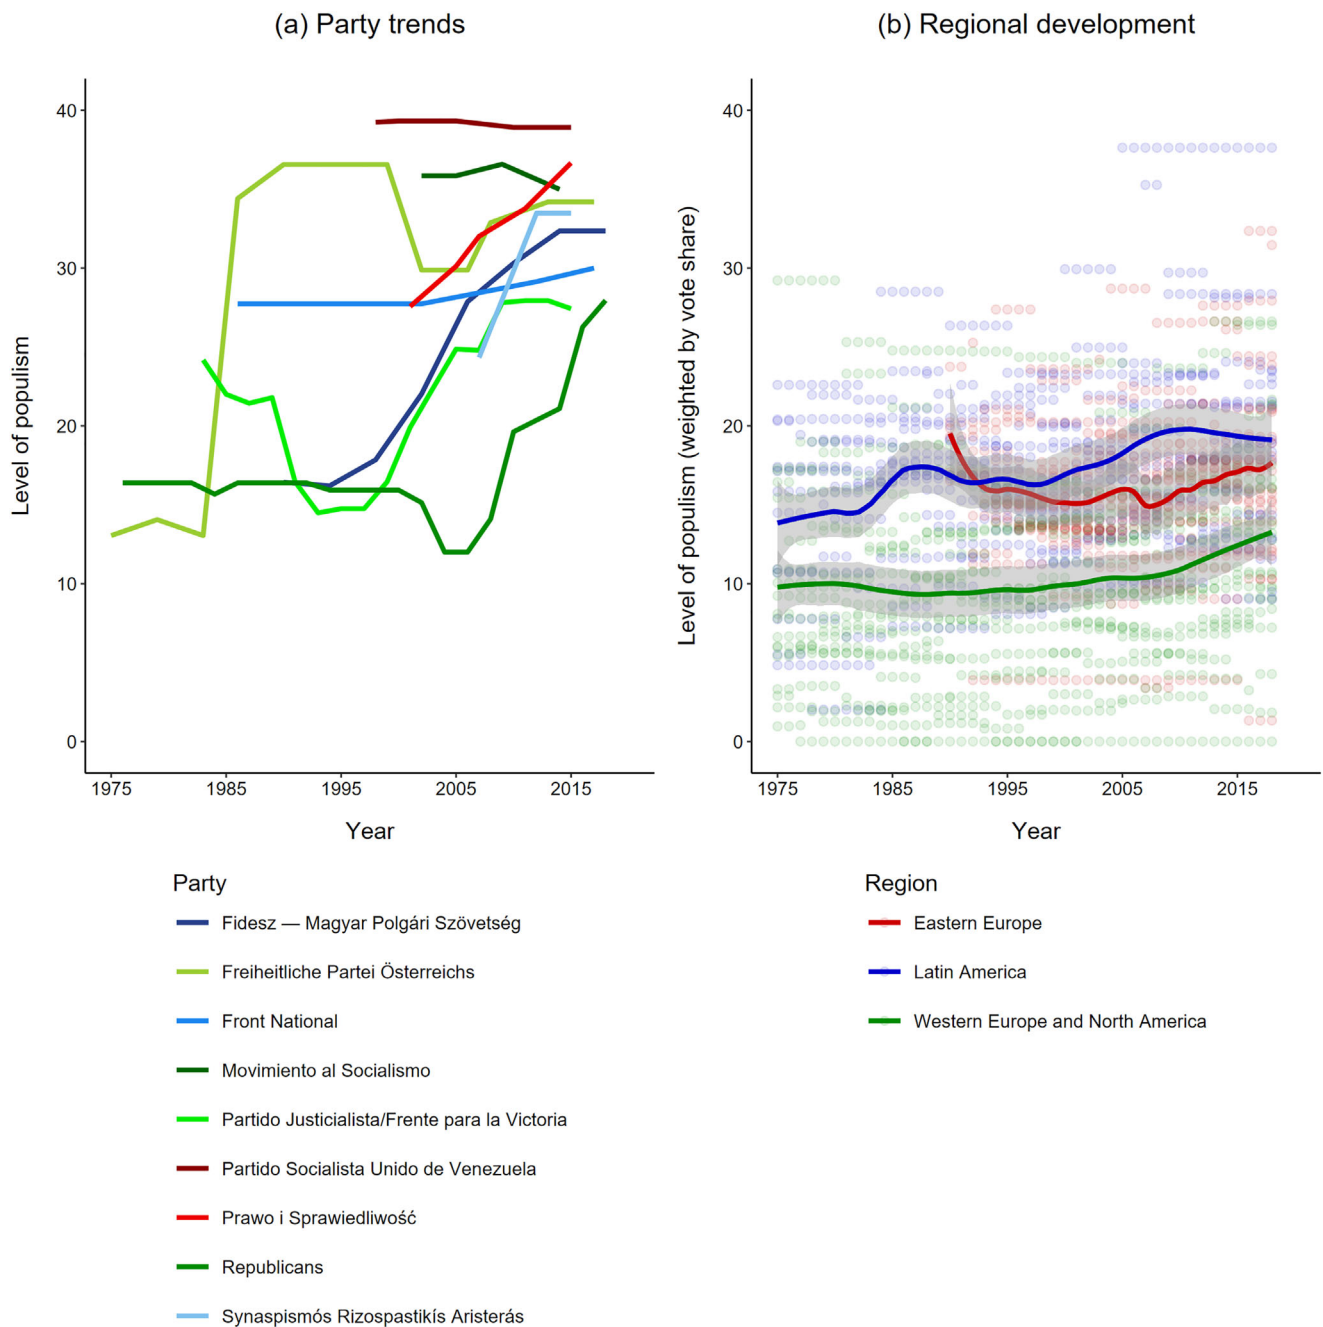 (a) Party trends
Level of populism
40
30
20
10
0
1975 1985 1995 2005 2015
Year
Party
Fidesz — Magyar Polgári Szövetség
Freiheitliche Partei Österreichs
Front National
Movimiento al Socialismo
Partido Justicialista/Frente para la Victoria
Partido Socialista Unido de Venezuela
Prawo i Sprawiedliwość
Republicans
Synaspismós Rizospastikís Aristerás
(b) Regional development
Level of populism (weighted by vote share)
40
30
20
10
0
1975 1985 1995 2005 2015
Year
Region
Eastern Europe
Latin America
Western Europe and North America